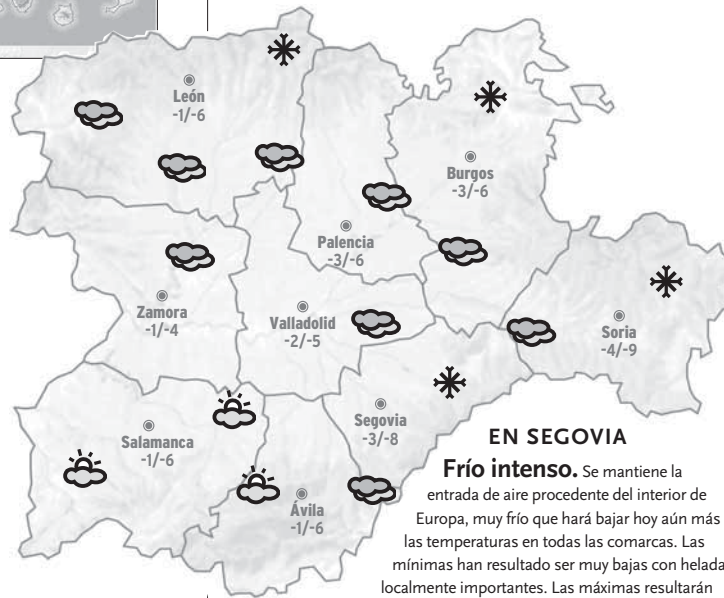 León
-1/-6
Burgos
-3/-6
Palencia
-3/-6
Zamora
-1/-4
Valladolid
-2/-5
Soria
-4/-9
Segovia
-3/-8
Salamanca
-1/-6
Ávila
-1/-6
EN SEGOVIA
Frío intenso. Se mantiene la
entrada de aire procedente del interior de
Europa, muy frío que hará bajar hoy aún más
las temperaturas en todas las comarcas. Las
mínimas han resultado ser muy bajas con helada
localmente importantes. Las máximas resultarán